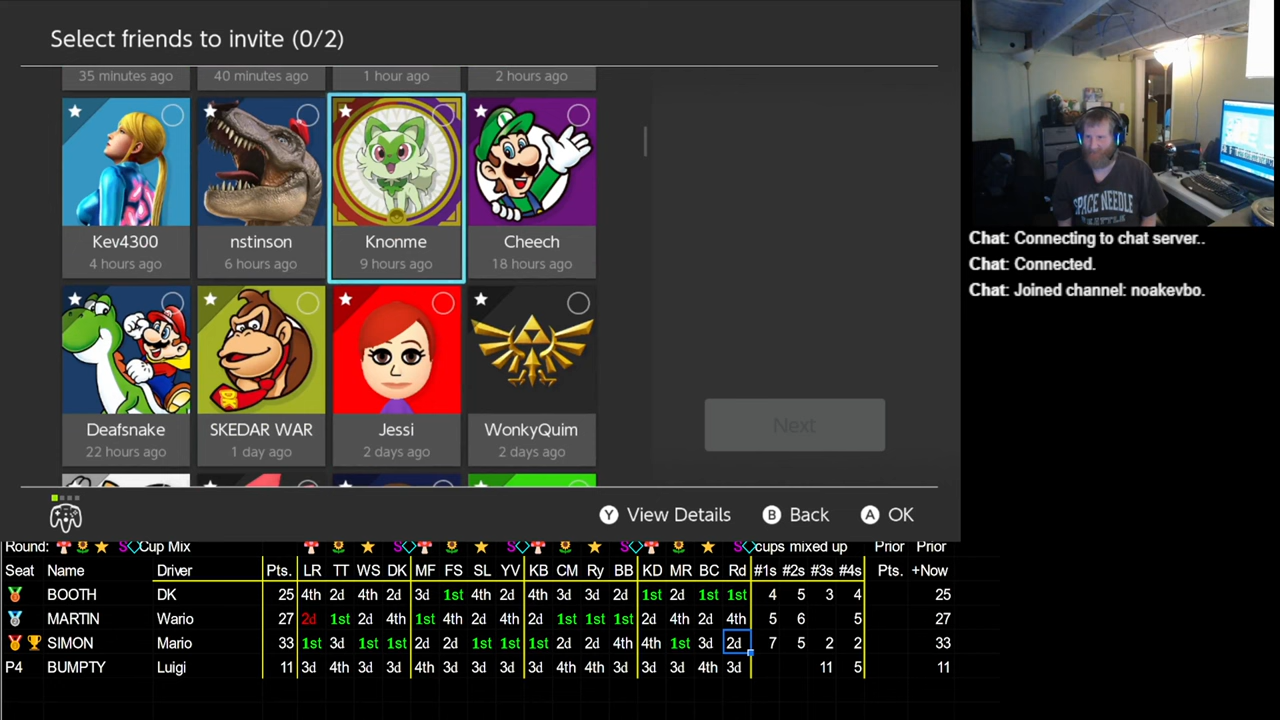 Select friends to invite (0/2)
35 minutes ago 40 minutes ago 1 hour ago 2 hours ago
Kev4300 nstinson Knonme Cheech
4 hours ago 6 hours ago 9 hours ago 18 hours ago
Deafsnake SKEDAR WAR Jessi WonkyQuim
22 hours ago 1 day ago 2 days ago 2 days ago
Next
Y View Details B Back A OK
SPACE NEEDLE
SEATTLE
Chat: Connecting to chat server..
Chat: Connected.
Chat: Joined channel: noakevbo.
Round: S Cup Mix S S S S cups mixed up Prior Prior
Seat Name Driver Pts. LR TT WS DK MF FS SL YV KB CM Ry BB KD MR BC Rd #1s #2s #3s #4s Pts. +Now
BOOTH DK 25 4th 2d 4th 2d 3d 1st 4th 2d 4th 3d 3d 2d 1st 2d 1st 1st 4 5 3 4 25
MARTIN Wario 27 2d 1st 2d 4th 1st 4th 2d 4th 2d 1st 1st 1st 2d 4th 2d 4th 5 6 5 27
SIMON Mario 33 1st 3d 1st 1st 2d 2d 1st 1st 1st 2d 2d 4th 4th 1st 3d 2d 7 5 2 2 33
P4 BUMPTY Luigi 11 3d 4th 3d 3d 4th 3d 3d 3d 3d 4th 4th 3d 3d 3d 4th 3d 11 5 11